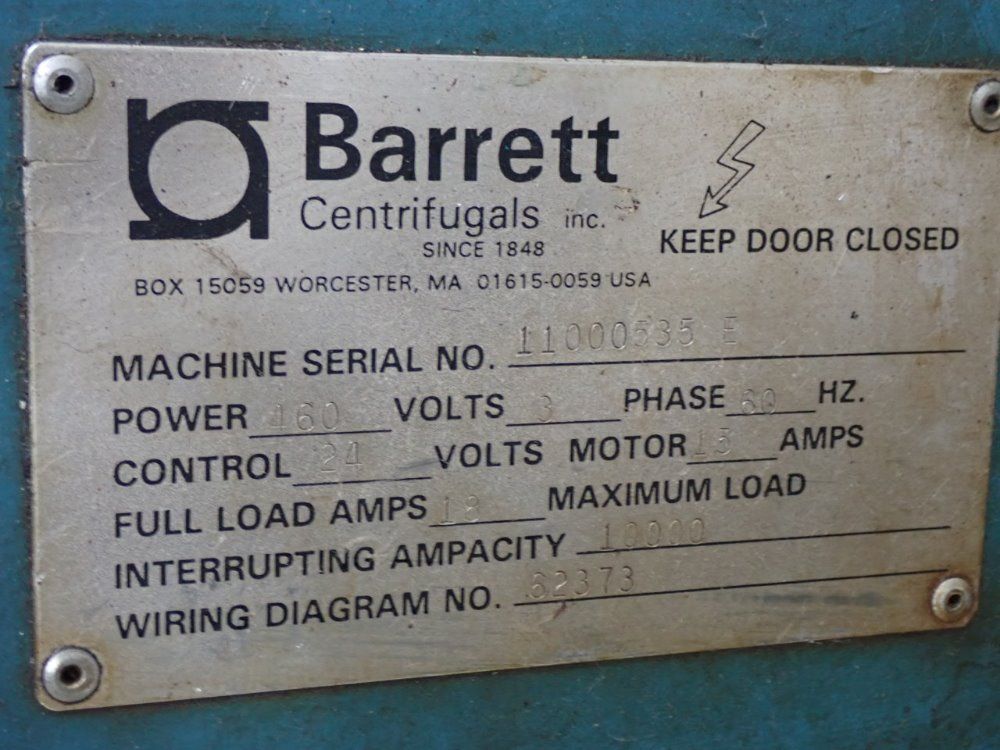 Barrett
Centrifugals inc.
SINCE 1848
BOX 15059 WORCESTER, MA 01615-0059 USA
KEEP DOOR CLOSED
MACHINE SERIAL NO. 11000535 E
POWER 460 VOLTS 3 PHASE 60 HZ.
CONTROL 24 VOLTS MOTOR 15 AMPS
FULL LOAD AMPS 18 MAXIMUM LOAD
INTERRUPTING AMPACITY 10000
WIRING DIAGRAM NO. 62373